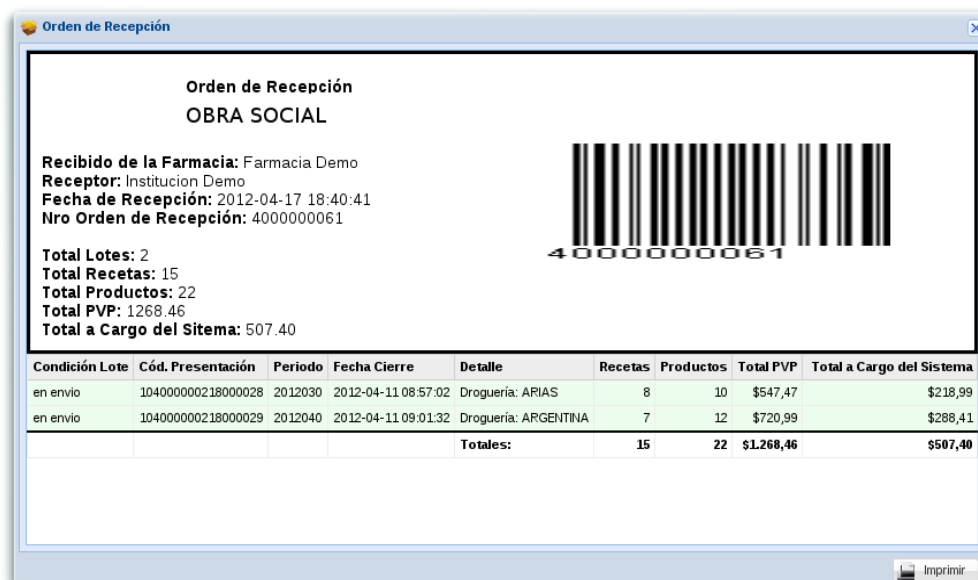 Orden de Recepción
Orden de Recepción
OBRA SOCIAL
Recibido de la Farmacia: Farmacia Demo
Receptor: Institucion Demo
Fecha de Recepción: 2012-04-17 18:40:41
Nro Orden de Recepción: 4000000061
4000000061
Total Lotes: 2
Total Recetas: 15
Total Productos: 22
Total PVP: 1268.46
Total a Cargo del Sitema: 507.40
Condición Lote Cód. Presentación Periodo Fecha Cierre Detalle Recetas Productos Total PVP Total a Cargo del Sistema
en envio 104000000218000028 2012030 2012-04-11 08:57:02 Droguería: ARIAS 8 10 $547,47 $218,99
en envio 104000000218000029 2012040 2012-04-11 09:01:32 Droguería: ARGENTINA 7 12 $720,99 $288,41
Totales: 15 22 $1.268,46 $507,40
Imprimir